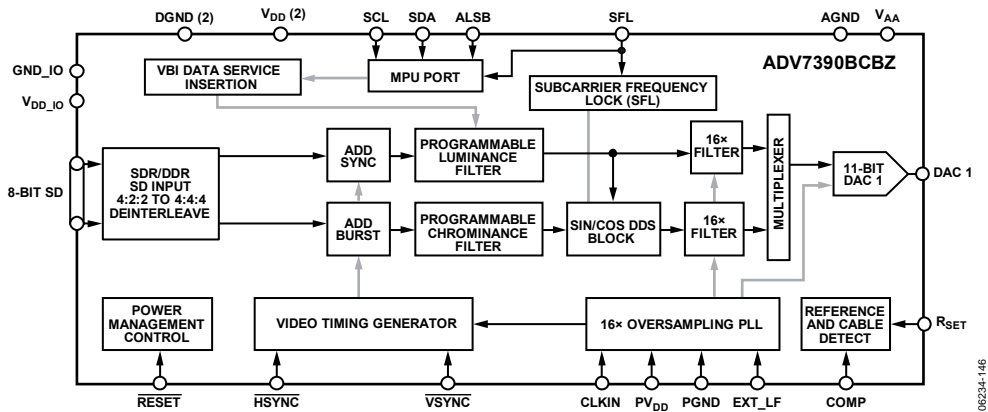 DGND (2)
VDD (2)
SCL
SDA
ALSB
SFL
AGND
VAA
GND_IO
VDD_IO
ADV7390BCBZ
VBI DATA SERVICE
INSERTION
MPU PORT
SUBCARRIER FREQUENCY
LOCK (SFL)
8-BIT SD
SDR/DDR
SD INPUT
4:2:2 TO 4:4:4
DEINTERLEAVE
ADD
SYNC
PROGRAMMABLE
LUMINANCE
FILTER
16×
FILTER
MULTIPLEXER
11-BIT
DAC 1
DAC 1
ADD
BURST
PROGRAMMABLE
CHROMINANCE
FILTER
SIN/COS DDS
BLOCK
16×
FILTER
POWER
MANAGEMENT
CONTROL
VIDEO TIMING GENERATOR
16× OVERSAMPLING PLL
REFERENCE
AND CABLE
DETECT
RSET
RESET
HSYNC
VSYNC
CLKIN
PVDD
PGND
EXT_LF
COMP
06234-146